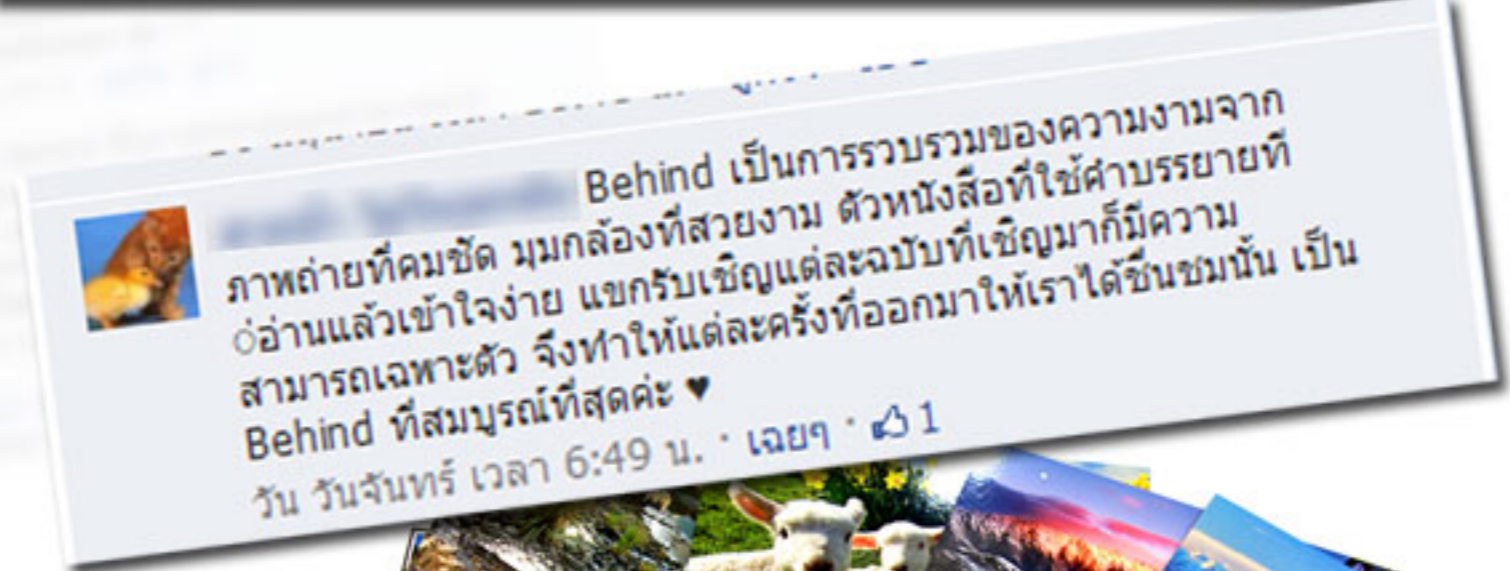 Behind เป็นการรวบรวมของความงามจาก
ภาพถ่ายที่คมชัด มุมกล้องที่สวยงาม ตัวหนังสือที่ใช้คำบรรยายที
่อ่านแล้วเข้าใจง่าย แขกรับเชิญแต่ละฉบับที่เชิญมาก็มีความ
สามารถเฉพาะตัว จึงทำให้แต่ละครั้งที่ออกมาให้เราได้ชื่นชมนั้น เป็น
Behind ที่สมบูรณ์ที่สุดค่ะ ♥
วัน วันจันทร์ เวลา 6:49 น. · เฉยๆ · 1